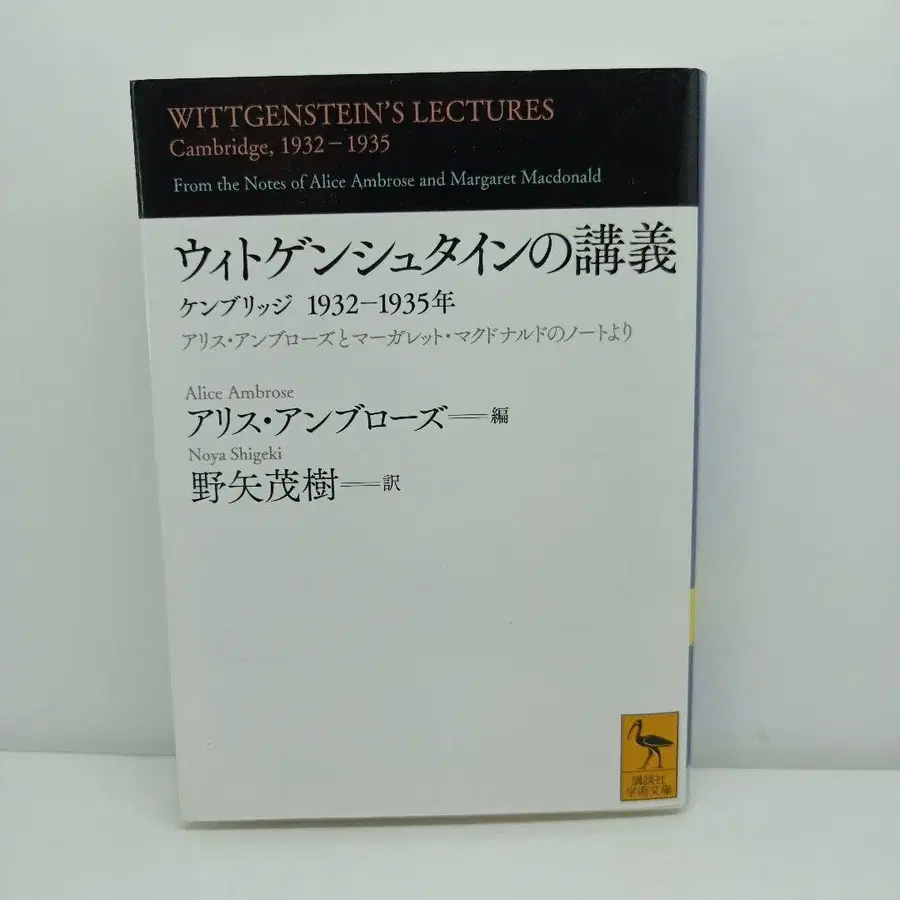 WITTGENSTEIN'S LECTURES
Cambridge, 1932–1935
From the Notes of Alice Ambrose and Margaret Macdonald
ウィトゲンシュタインの講義
ケンブリッジ 1932–1935年
アリス・アンブローズとマーガレット・マクドナルドのノートより
Alice Ambrose
アリス・アンブローズ——編
Noya Shigeki
野矢茂樹——訳
講談社
学術文庫